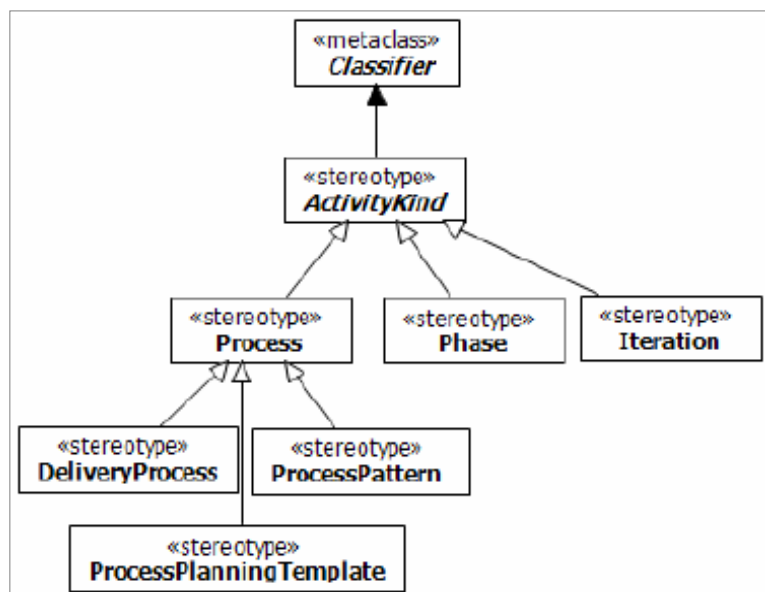 «metaclass»
Classifier
«stereotype»
ActivityKind
«stereotype»
Process
«stereotype»
Phase
«stereotype»
Iteration
«stereotype»
DeliveryProcess
«stereotype»
ProcessPattern
«stereotype»
ProcessPlanningTemplate